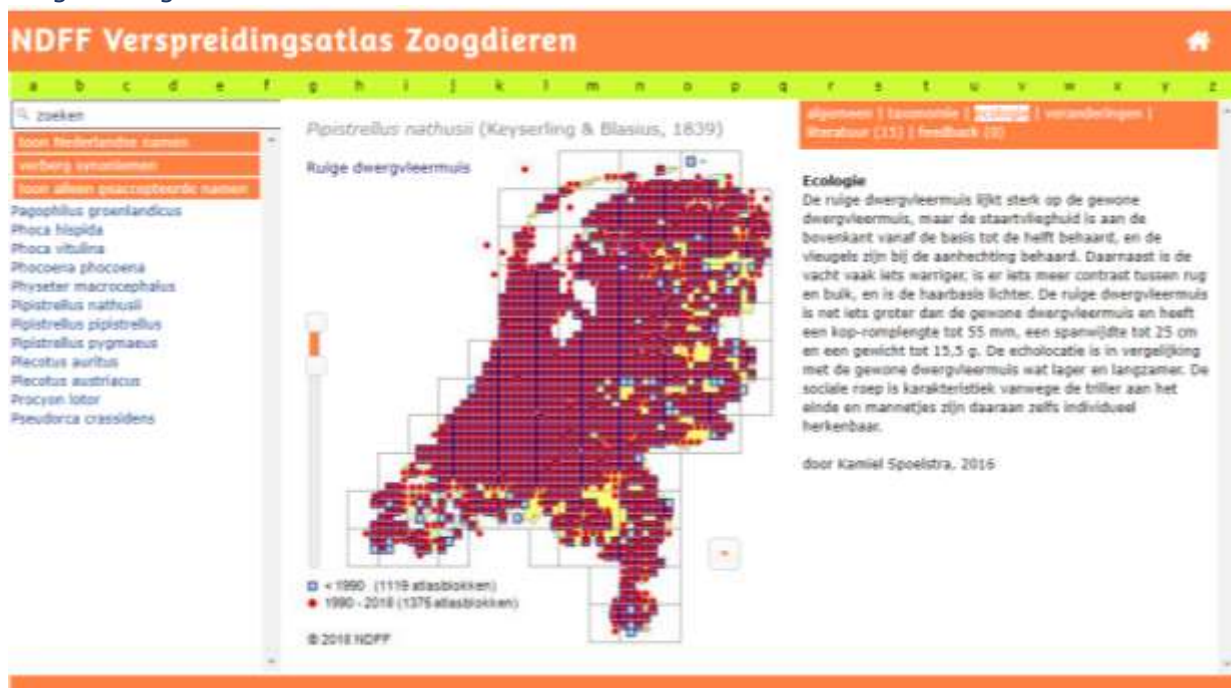 NDFF Verspreidingsatlas Zoogdieren
a b c d e f g h i j k l m n o p q r s t u v w x y z
zoeken
toon Nederlandse namen
verberg synoniemen
toon alleen geaccepteerde namen
Pagophilus groenlandicus
Phoca hispida
Phoca vitulina
Phocoena phocoena
Physeter macrocephalus
Pipistrellus nathusii
Pipistrellus pipistrellus
Pipistrellus pygmaeus
Plecotus auritus
Plecotus austriacus
Procyon lotor
Pseudorca crassidens
Pipistrellus nathusii (Keyserling & Blasius, 1839)
Ruige dwergvleermuis
< 1990 (1119 atlasblokken)
1990 - 2018 (1376 atlasblokken)
© 2018 NDFF
algemeen | taxonomie | ecologie | veranderingen |
literatuur (15) | feedback (0)
Ecologie
De ruige dwergvleermuis lijkt sterk op de gewone
dwergvleermuis, maar de staartvlieghuid is aan de
bovenkant vanaf de basis tot de helft behaard, en de
vleugels zijn bij de aanhechting behaard. Daarnaast is de
vacht vaak iets warriger, is er iets meer contrast tussen rug
en buik, en is de haarbasis lichter. De ruige dwergvleermuis
is net iets groter dan de gewone dwergvleermuis en heeft
een kop-romplengte tot 55 mm, een spanwijdte tot 25 cm
en een gewicht tot 15,5 g. De echolocatie is in vergelijking
met de gewone dwergvleermuis wat lager en langzamer. De
sociale roep is karakteristiek vanwege de triller aan het
einde en mannetjes zijn daaraan zelfs individueel
herkenbaar.
door Kamiel Spoelstra, 2016